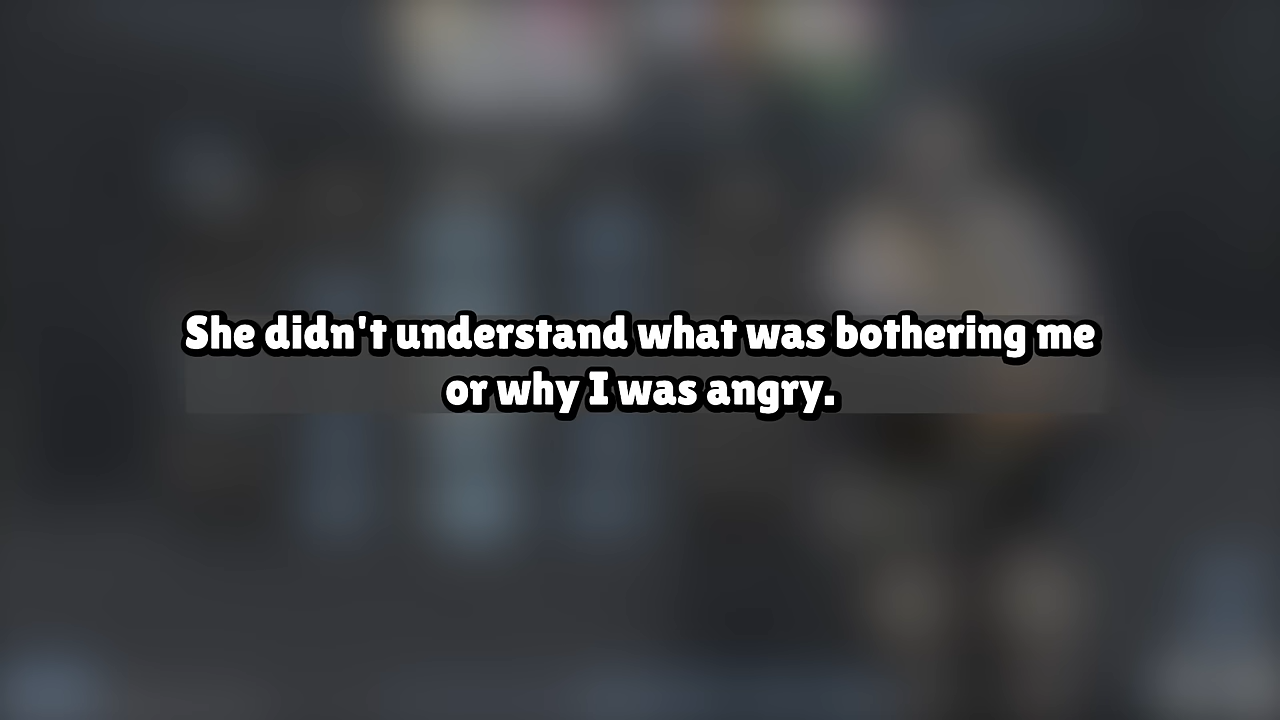 She didn't understand what was bothering me
or why I was angry.